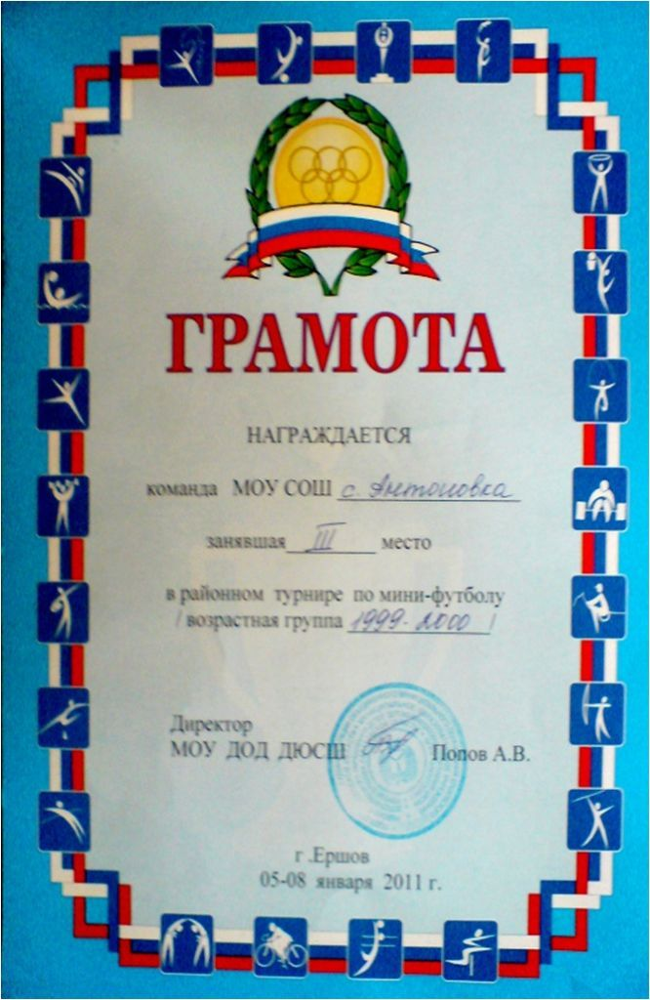 ГРАМОТА
НАГРАЖДАЕТСЯ
команда МОУ СОШ с. Антоновка
занявшая III место
в районном турнире по мини-футболу
/ возрастная группа 1999-2000 /
Директор
МОУ ДОД ДЮСШ Попов А.В.
г .Ершов
05-08 января 2011 г.